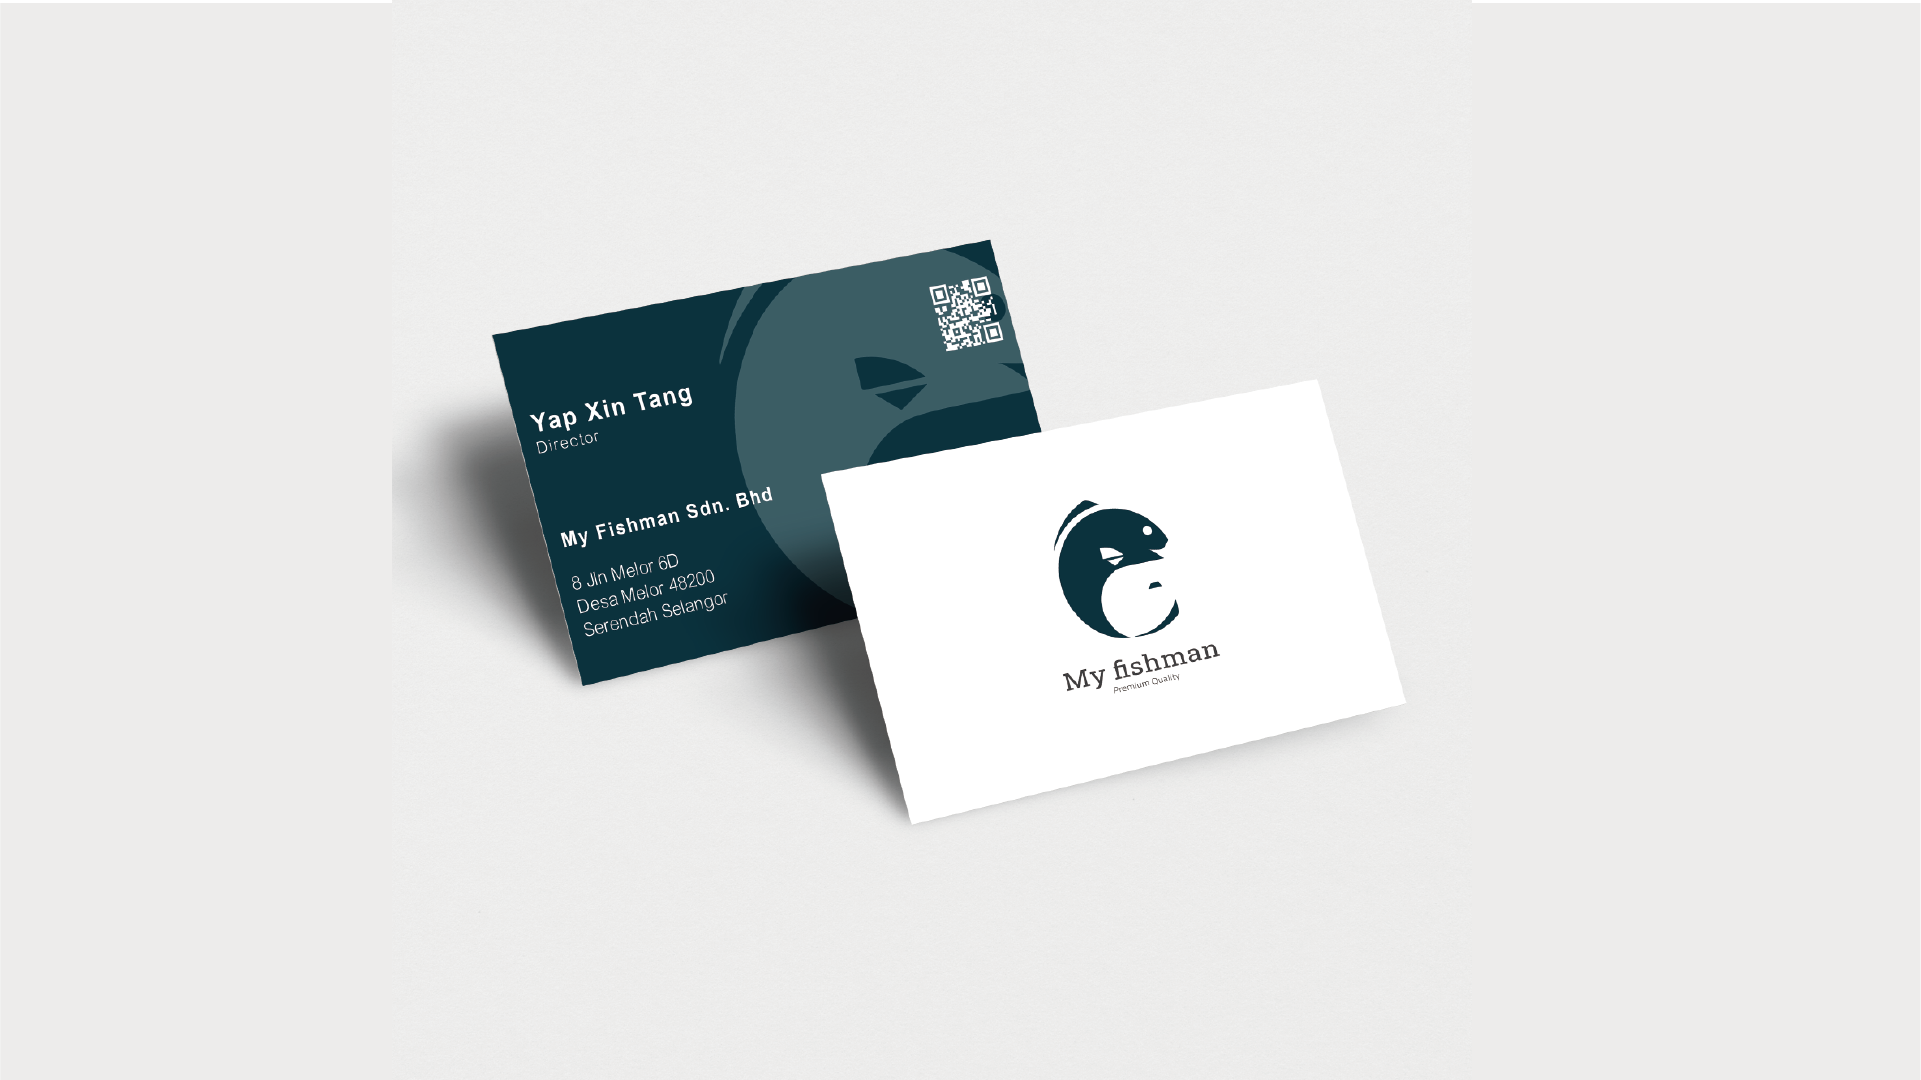 Yap Xin Tang
Director
My Fishman Sdn. Bhd
8 Jln Melor 6D
Desa Melor 48200
Serendah Selangor
My fishman
Premium Quality